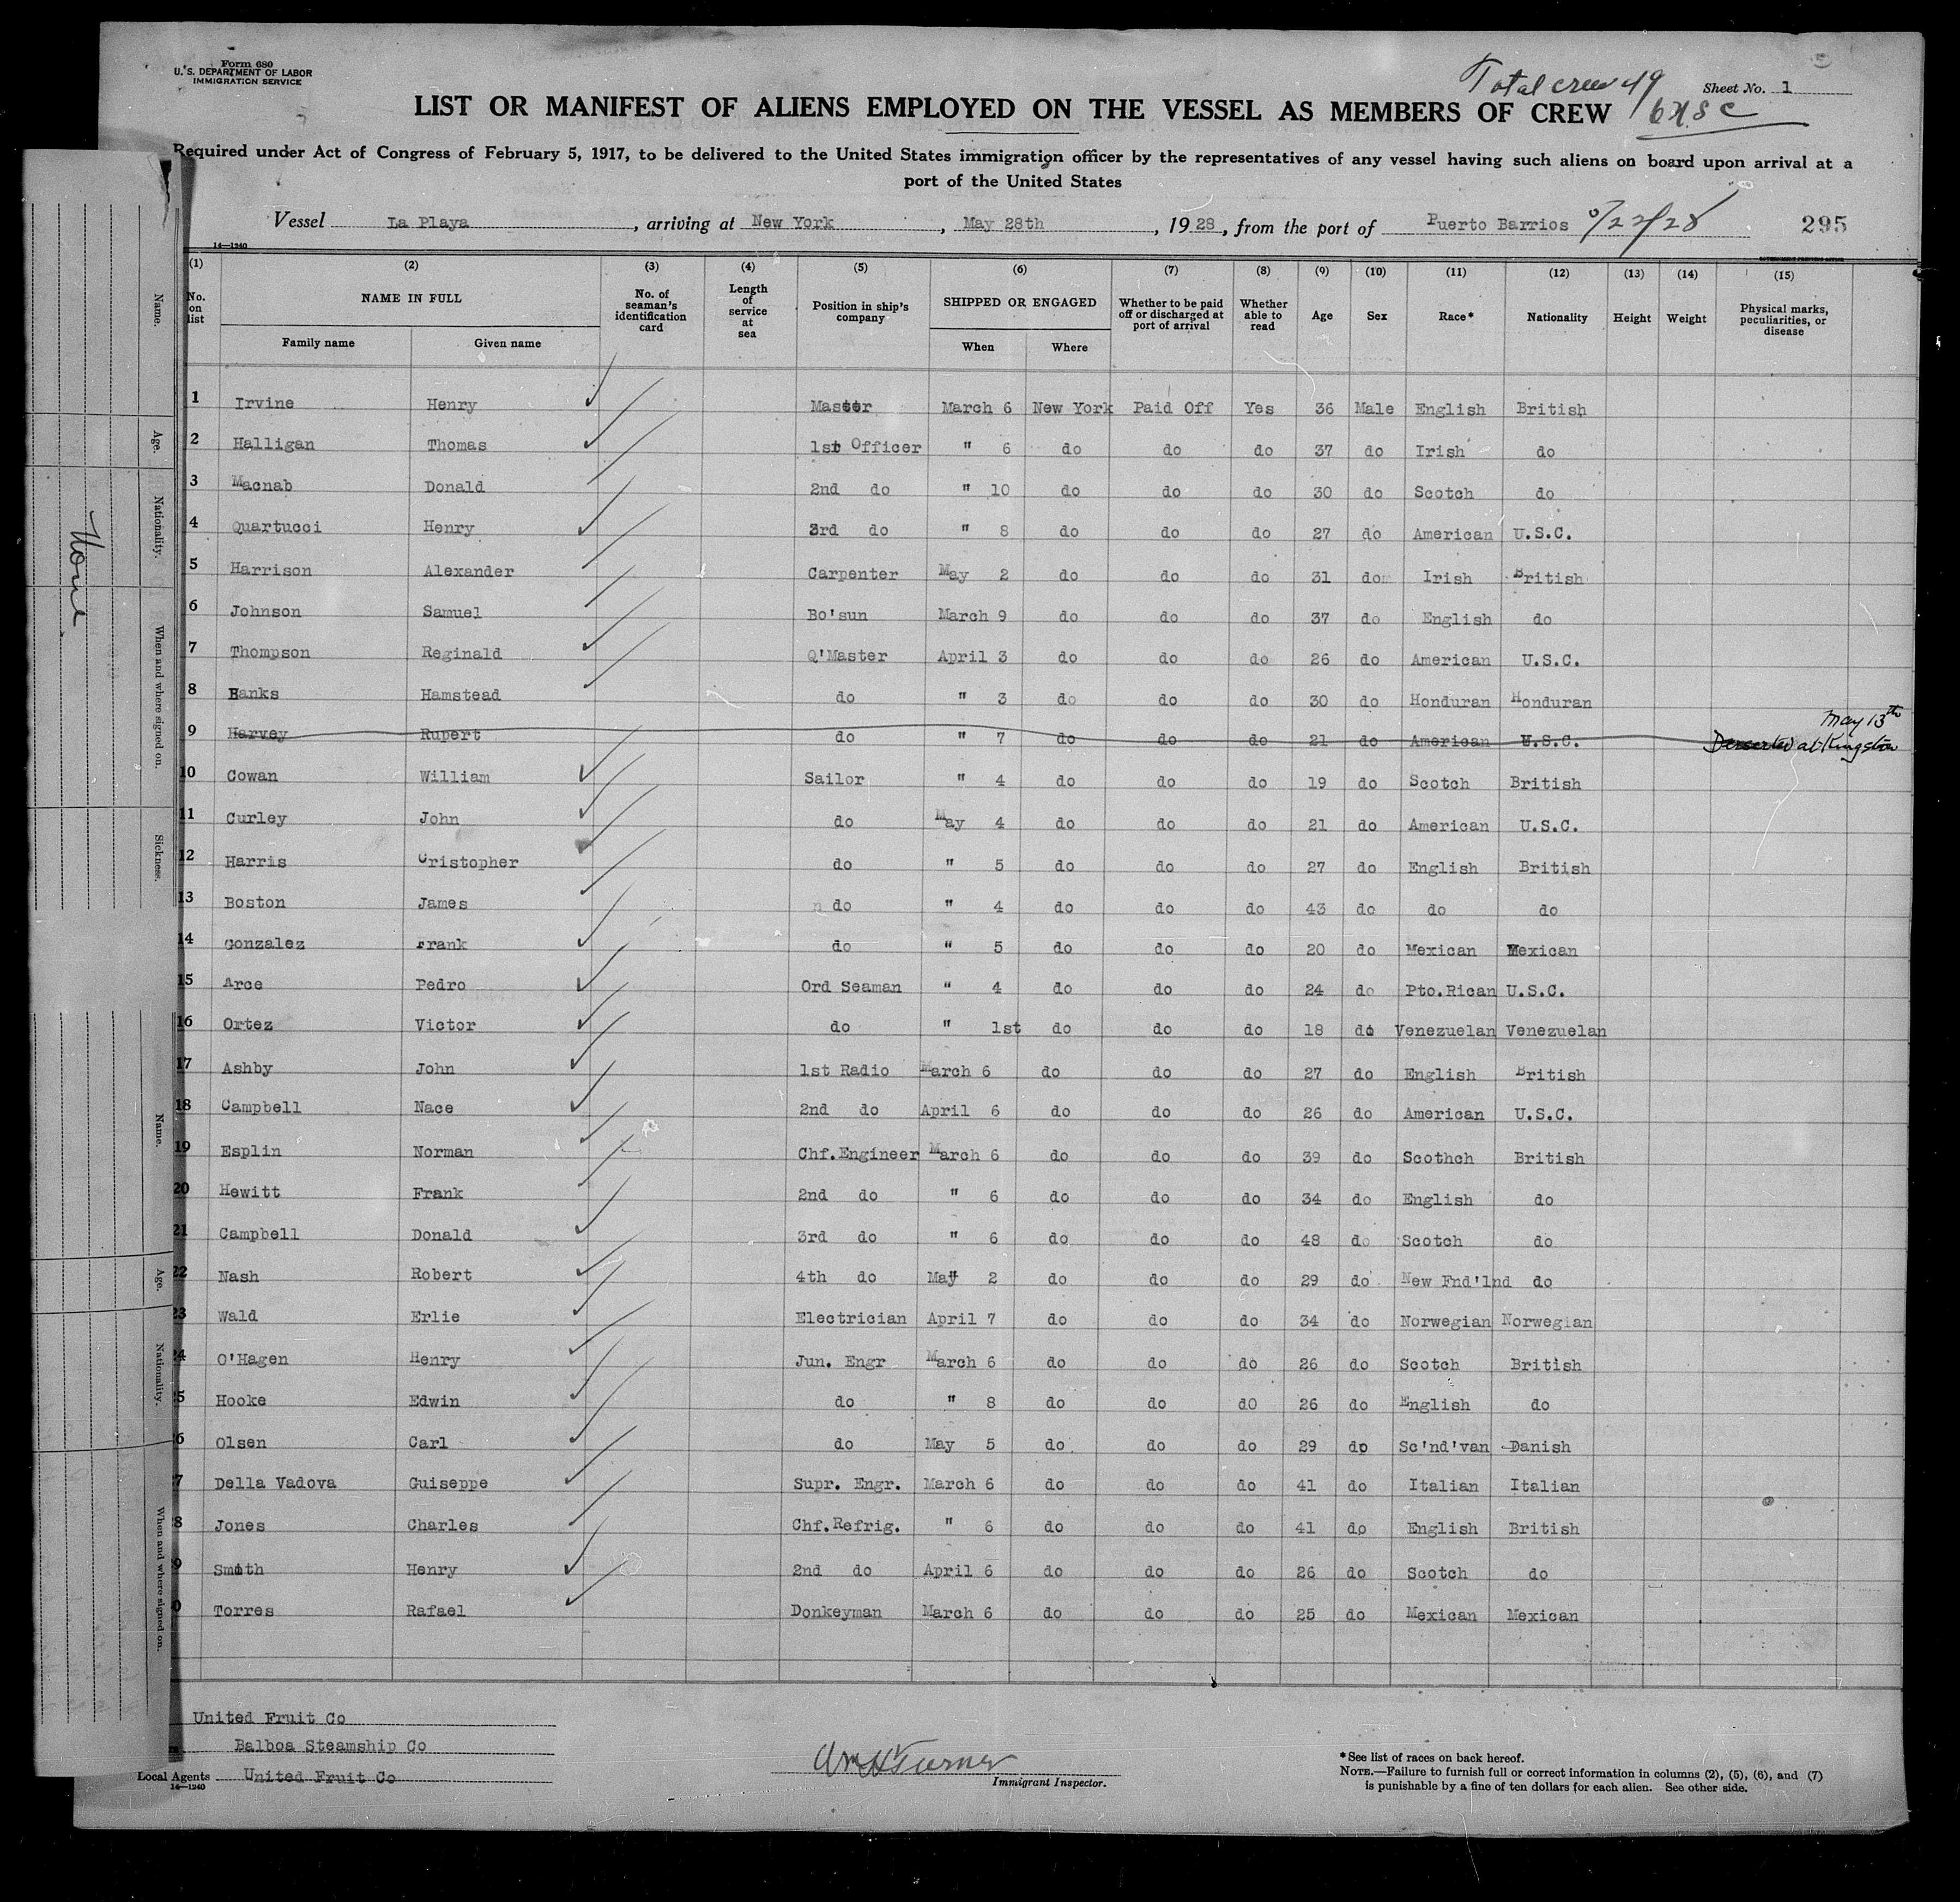 Form 680
U. S. DEPARTMENT OF LABOR
IMMIGRATION SERVICE
Total crew 49
Sheet No. 1
LIST OR MANIFEST OF ALIENS EMPLOYED ON THE VESSEL AS MEMBERS OF CREW
Required under Act of Congress of February 5, 1917, to be delivered to the United States immigration officer by the representatives of any vessel having such aliens on board upon arrival at a
port of the United States
Vessel La Playa, arriving at New York, May 28th, 1928, from the port of Puerto Barrios 295
14—1240
(1) (2) (3) (4) (5) (6) (7) (8) (9) (10) (11) (12) (13) (14) (15)
No. on list NAME IN FULL No. of seaman's identification card Length of service at sea Position in ship's company SHIPPED OR ENGAGED Whether to be paid off or discharged at port of arrival Whether able to read Age Sex Race* Nationality Height Weight Physical marks, peculiarities, or disease
Family name Given name When Where
1 Irvine Henry Master March 6 New York Paid Off Yes 36 Male English British
2 Halligan Thomas 1st Officer " 6 do do do 37 do Irish do
3 Macnab Donald 2nd do " 10 do do do 30 do Scotch do
4 Quartucci Henry 3rd do " 8 do do do 27 do American U.S.C.
5 Harrison Alexander Carpenter May 2 do do do 31 do Irish British
6 Johnson Samuel Bo'sun March 9 do do do 37 do English do
7 Thompson Reginald Q'Master April 3 do do do 26 do American U.S.C.
8 Banks Hamstead do " 3 do do do 30 do Honduran Honduran
May 13th
9 Harvey Rupert do " 7 do do do 21 do American U.S.C. Desserted at Kingston
10 Cowan William Sailor " 4 do do do 19 do Scotch British
11 Curley John do May 4 do do do 21 do American U.S.C.
12 Harris Cristopher do " 5 do do do 27 do English British
13 Boston James do " 4 do do do 43 do do do
14 Gonzalez Frank do " 5 do do do 20 do Mexican Mexican
15 Arce Pedro Ord Seaman " 4 do do do 24 do Pto.Rican U.S.C.
16 Ortez Victor do " 1st do do do 18 do Venezuelan Venezuelan
17 Ashby John 1st Radio March 6 do do do 27 do English British
18 Campbell Nace 2nd do April 6 do do do 26 do American U.S.C.
19 Esplin Norman Chf.Engineer March 6 do do do 39 do Scothch British
20 Hewitt Frank 2nd do " 6 do do do 34 do English do
21 Campbell Donald 3rd do " 6 do do do 48 do Scotch do
22 Nash Robert 4th do May 2 do do do 29 do New Fnd'lnd do
23 Wald Erlie Electrician April 7 do do do 34 do Norwegian Norwegian
24 O'Hagen Henry Jun. Engr March 6 do do do 26 do Scotch British
5 Hooke Edwin do " 8 do do do 26 do English do
6 Olsen Carl do May 5 do do do 29 do Sc'nd'van Danish
7 Della Vadova Guiseppe Supr. Engr. March 6 do do do 41 do Italian Italian
8 Jones Charles Chf.Refrig. " 6 do do do 41 do English British
9 Smith Henry 2nd do April 6 do do do 26 do Scotch do
0 Torres Rafael Donkeyman March 6 do do do 25 do Mexican Mexican
United Fruit Co
Balboa Steamship Co
Local Agents United Fruit Co
14—1240
Wm H Turner
Immigrant Inspector.
*See list of races on back hereof.
NOTE.—Failure to furnish full or correct information in columns (2), (5), (6), and (7)
is punishable by a fine of ten dollars for each alien. See other side.
Name.
Age.
Nationality.
When and where signed on.
Sickness.
None
Name.
Age.
Nationality.
When and where signed on.